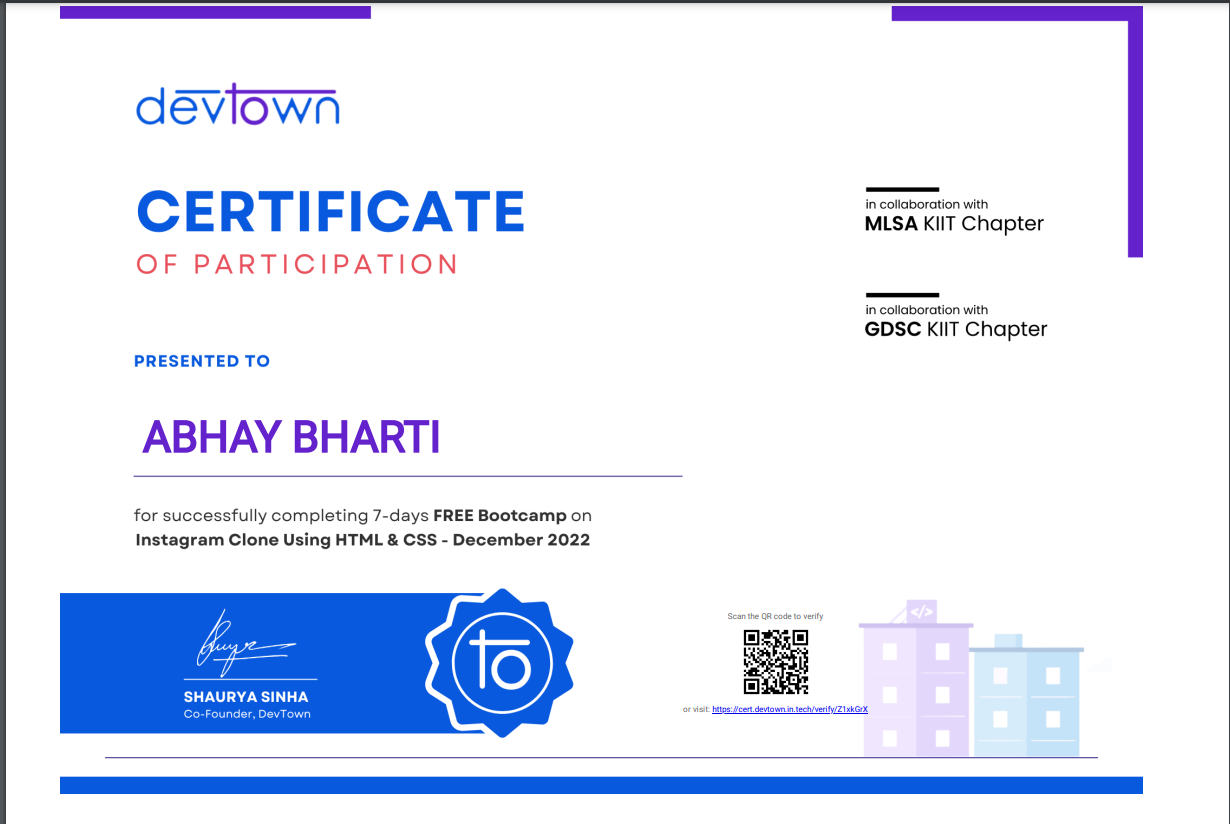 devtown
CERTIFICATE
OF PARTICIPATION
in collaboration with
MLSA KIIT Chapter
in collaboration with
GDSC KIIT Chapter
PRESENTED TO
ABHAY BHARTI
for successfully completing 7-days FREE Bootcamp on
Instagram Clone Using HTML & CSS - December 2022
SHAURYA SINHA
Co-Founder, DevTown
to
Scan the QR code to verify
or visit: https://cert.devtown.in.tech/verify/Z1xkGrX
</>